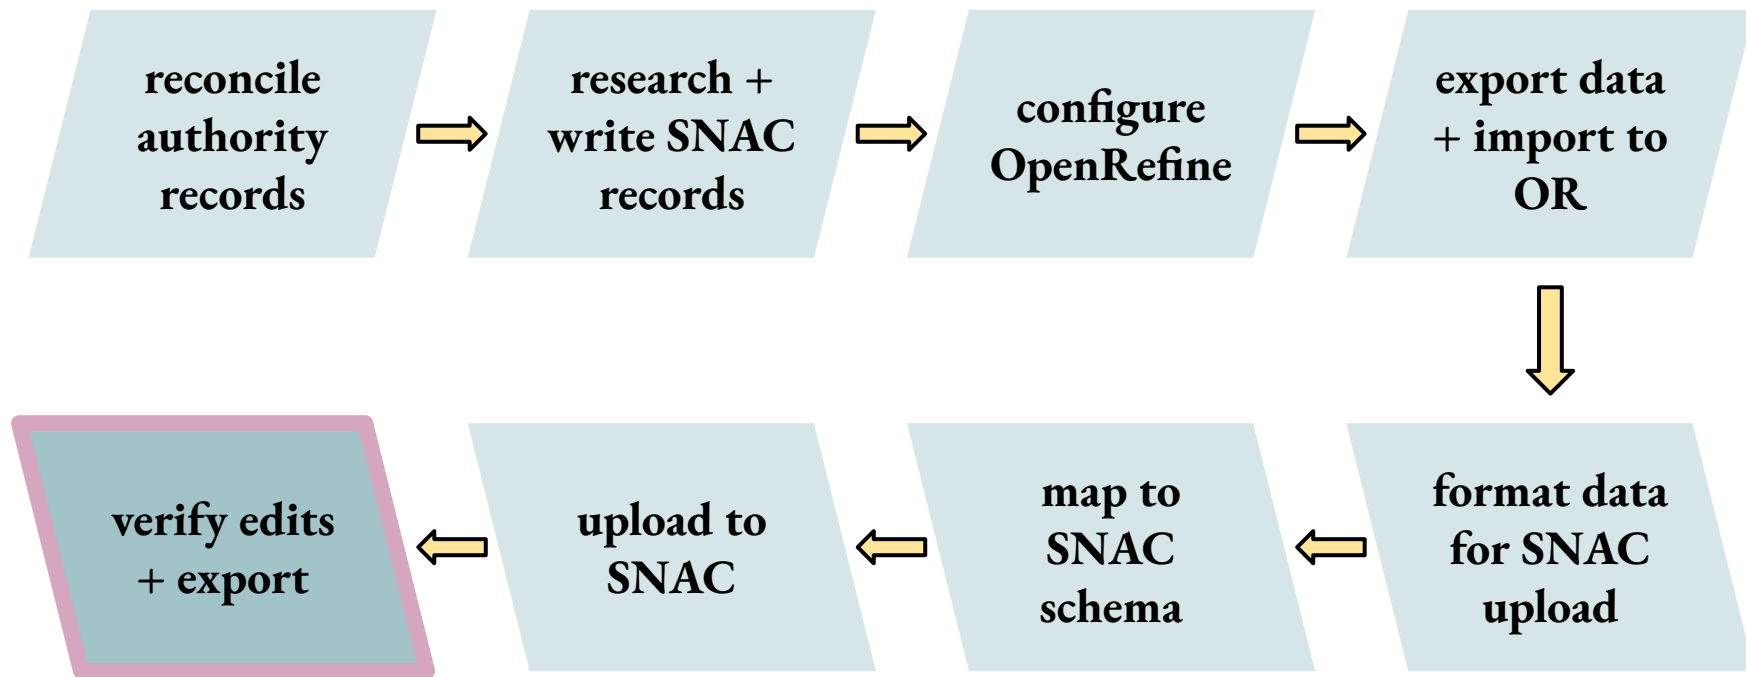 reconcile
authority
records
research +
write SNAC
records
configure
OpenRefine
export data
+ import to
OR
format data
for SNAC
upload
map to
SNAC
schema
upload to
SNAC
verify edits
+ export